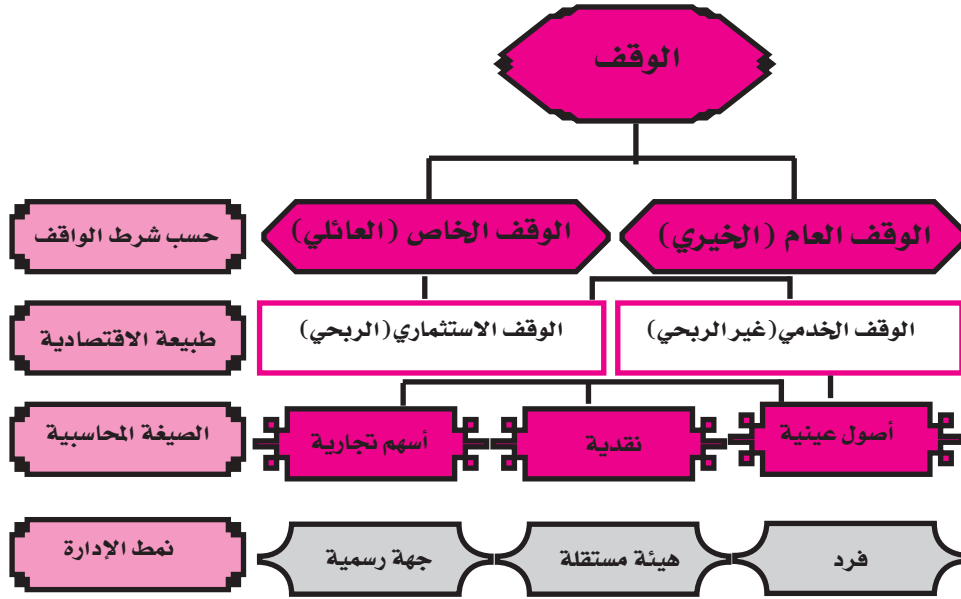 الوقف
حسب شرط الواقف
الوقف العام (الخيري)
الوقف الخاص (العائلي)
طبيعة الاقتصادية
الوقف الخدمي (غير الربحي)
الوقف الاستثماري (الربحي)
الصيغة المحاسبية
أصول عينية
نقدية
أسهم تجارية
نمط الإدارة
فرد
هيئة مستقلة
جهة رسمية